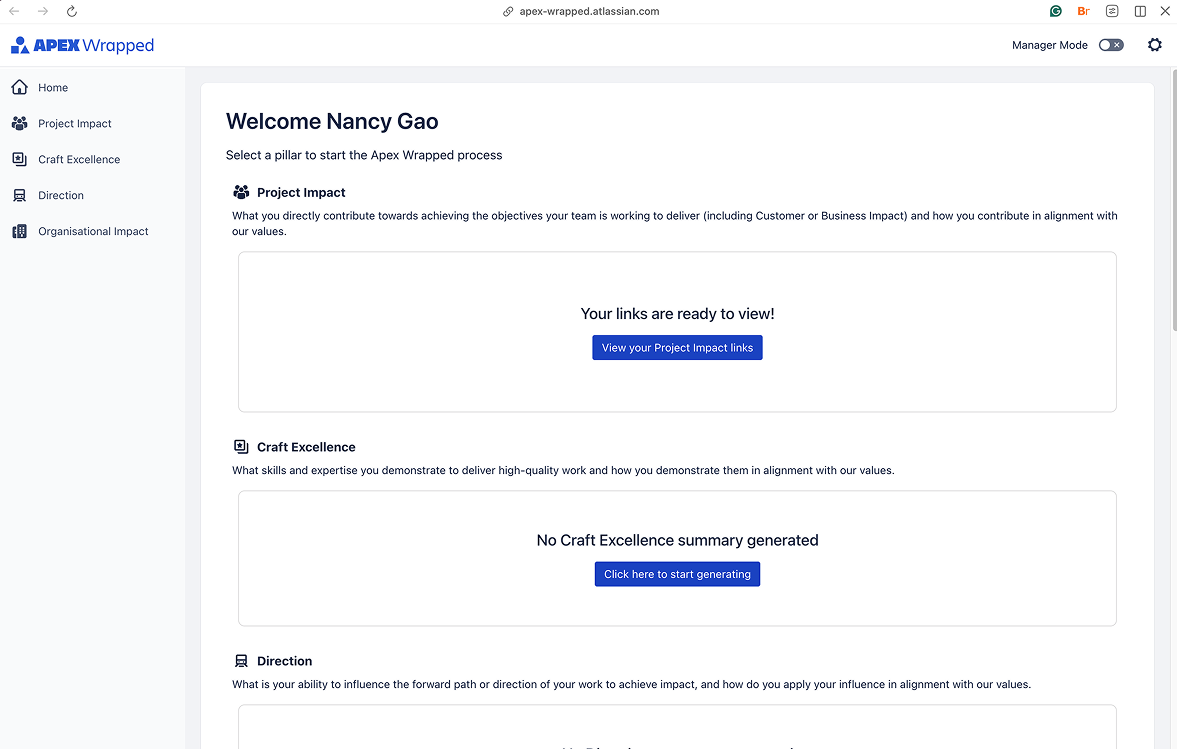 apex-wrapped.atlassian.com
Br
APEX Wrapped
Manager Mode
Home
Project Impact
Craft Excellence
Direction
Organisational Impact
Welcome Nancy Gao
Select a pillar to start the Apex Wrapped process
Project Impact
What you directly contribute towards achieving the objectives your team is working to deliver (including Customer or Business Impact) and how you contribute in alignment with
our values.
Your links are ready to view!
View your Project Impact links
Craft Excellence
What skills and expertise you demonstrate to deliver high-quality work and how you demonstrate them in alignment with our values.
No Craft Excellence summary generated
Click here to start generating
Direction
What is your ability to influence the forward path or direction of your work to achieve impact, and how do you apply your influence in alignment with our values.